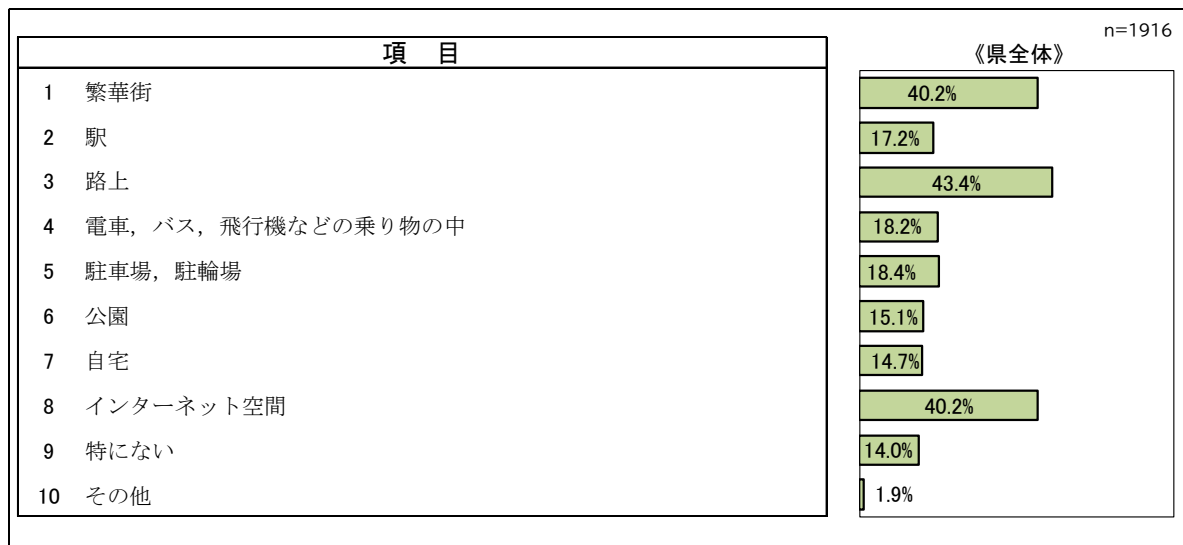 n=1916
項　目　《県全体》
1　繁華街　40.2%
2　駅　17.2%
3　路上　43.4%
4　電車，バス，飛行機などの乗り物の中　18.2%
5　駐車場，駐輪場　18.4%
6　公園　15.1%
7　自宅　14.7%
8　インターネット空間　40.2%
9　特にない　14.0%
10　その他　1.9%